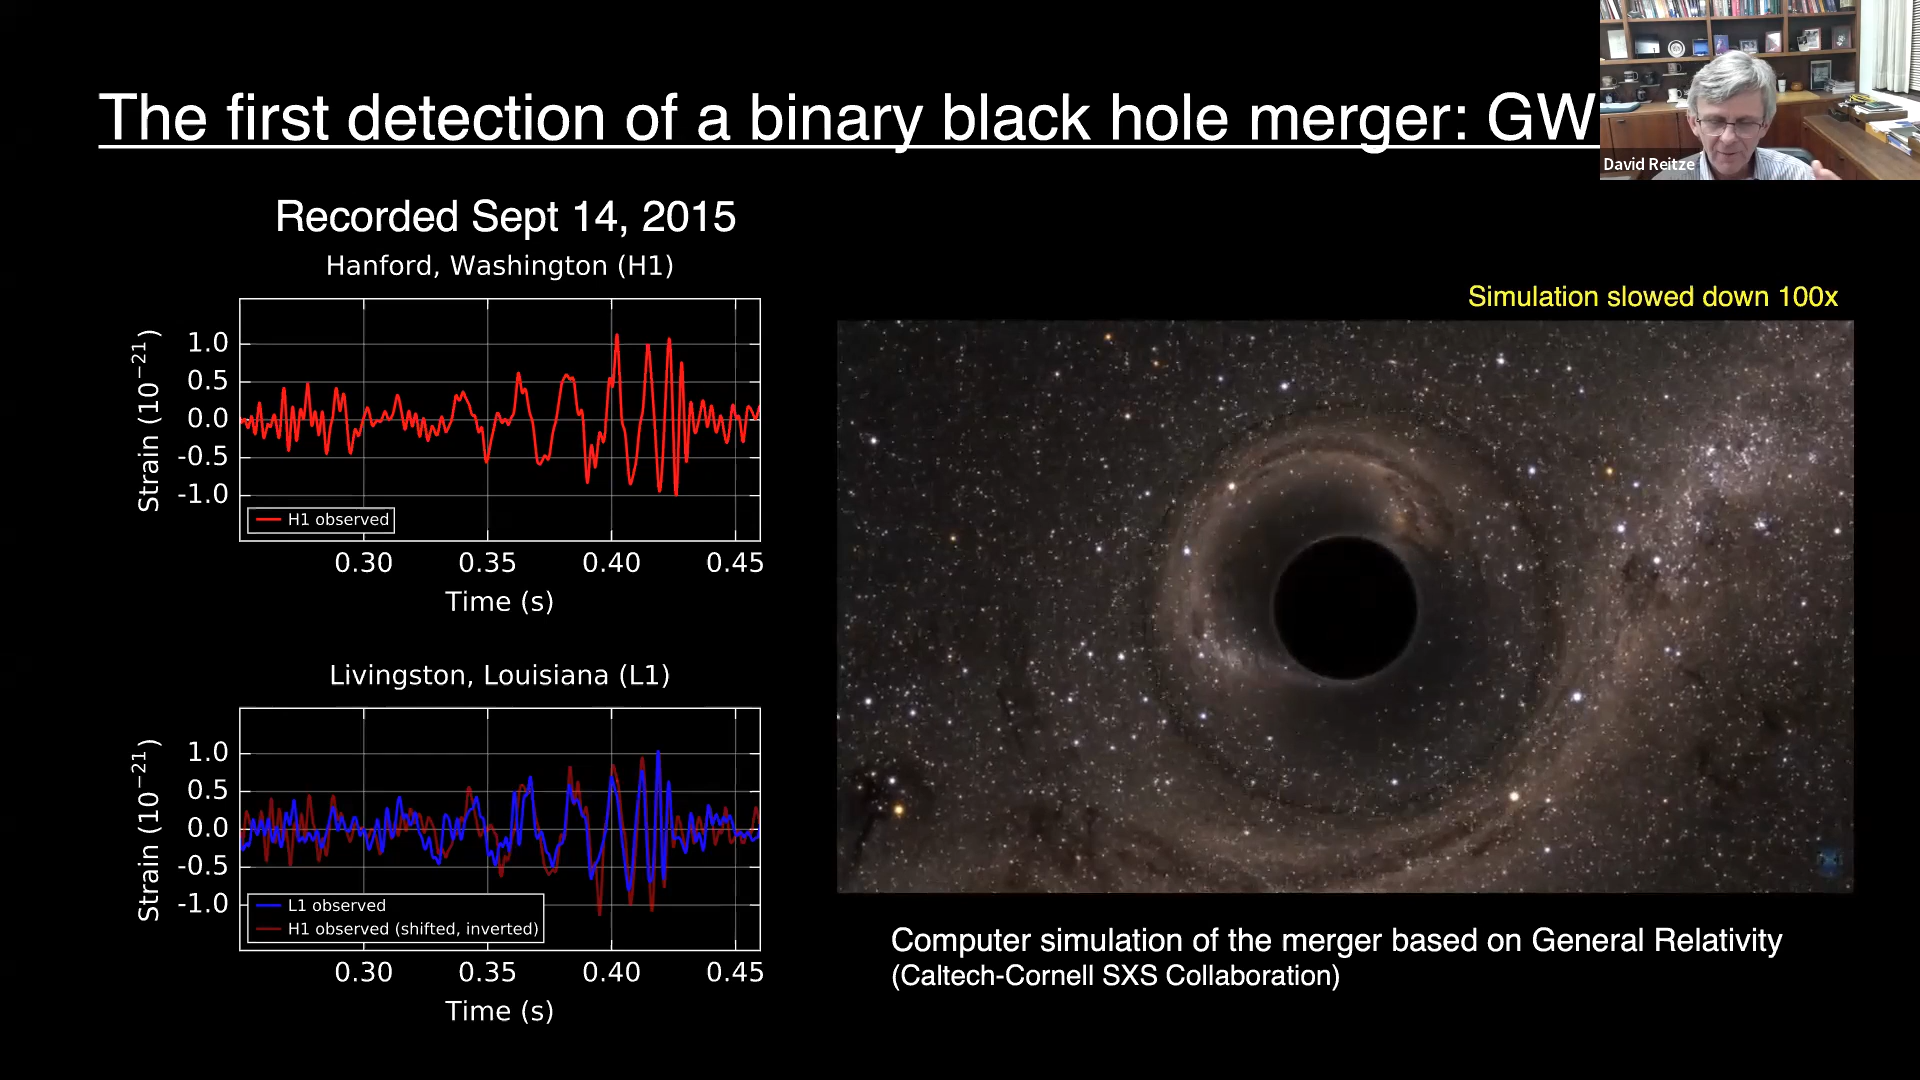 The first detection of a binary black hole merger: GW
David Reitze
Recorded Sept 14, 2015
Hanford, Washington (H1)
Strain (10⁻²¹)
1.0
0.5
0.0
-0.5
-1.0
H1 observed
0.30 0.35 0.40 0.45
Time (s)
Livingston, Louisiana (L1)
Strain (10⁻²¹)
1.0
0.5
0.0
-0.5
-1.0
L1 observed
H1 observed (shifted, inverted)
0.30 0.35 0.40 0.45
Time (s)
Simulation slowed down 100x
Computer simulation of the merger based on General Relativity
(Caltech-Cornell SXS Collaboration)